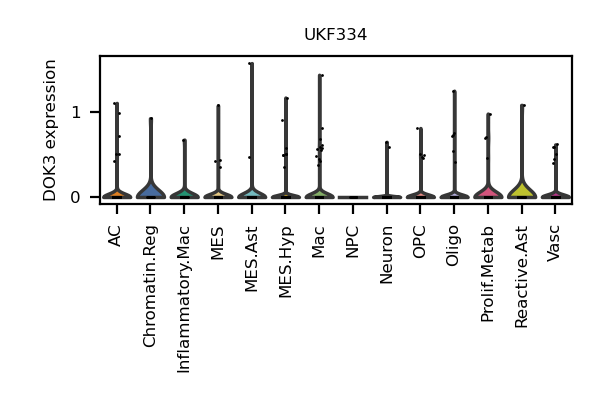 UKF334
DOK3 expression
1
0
AC
Chromatin.Reg
Inflammatory.Mac
MES
MES.Ast
MES.Hyp
Mac
NPC
Neuron
OPC
Oligo
Prolif.Metab
Reactive.Ast
Vasc